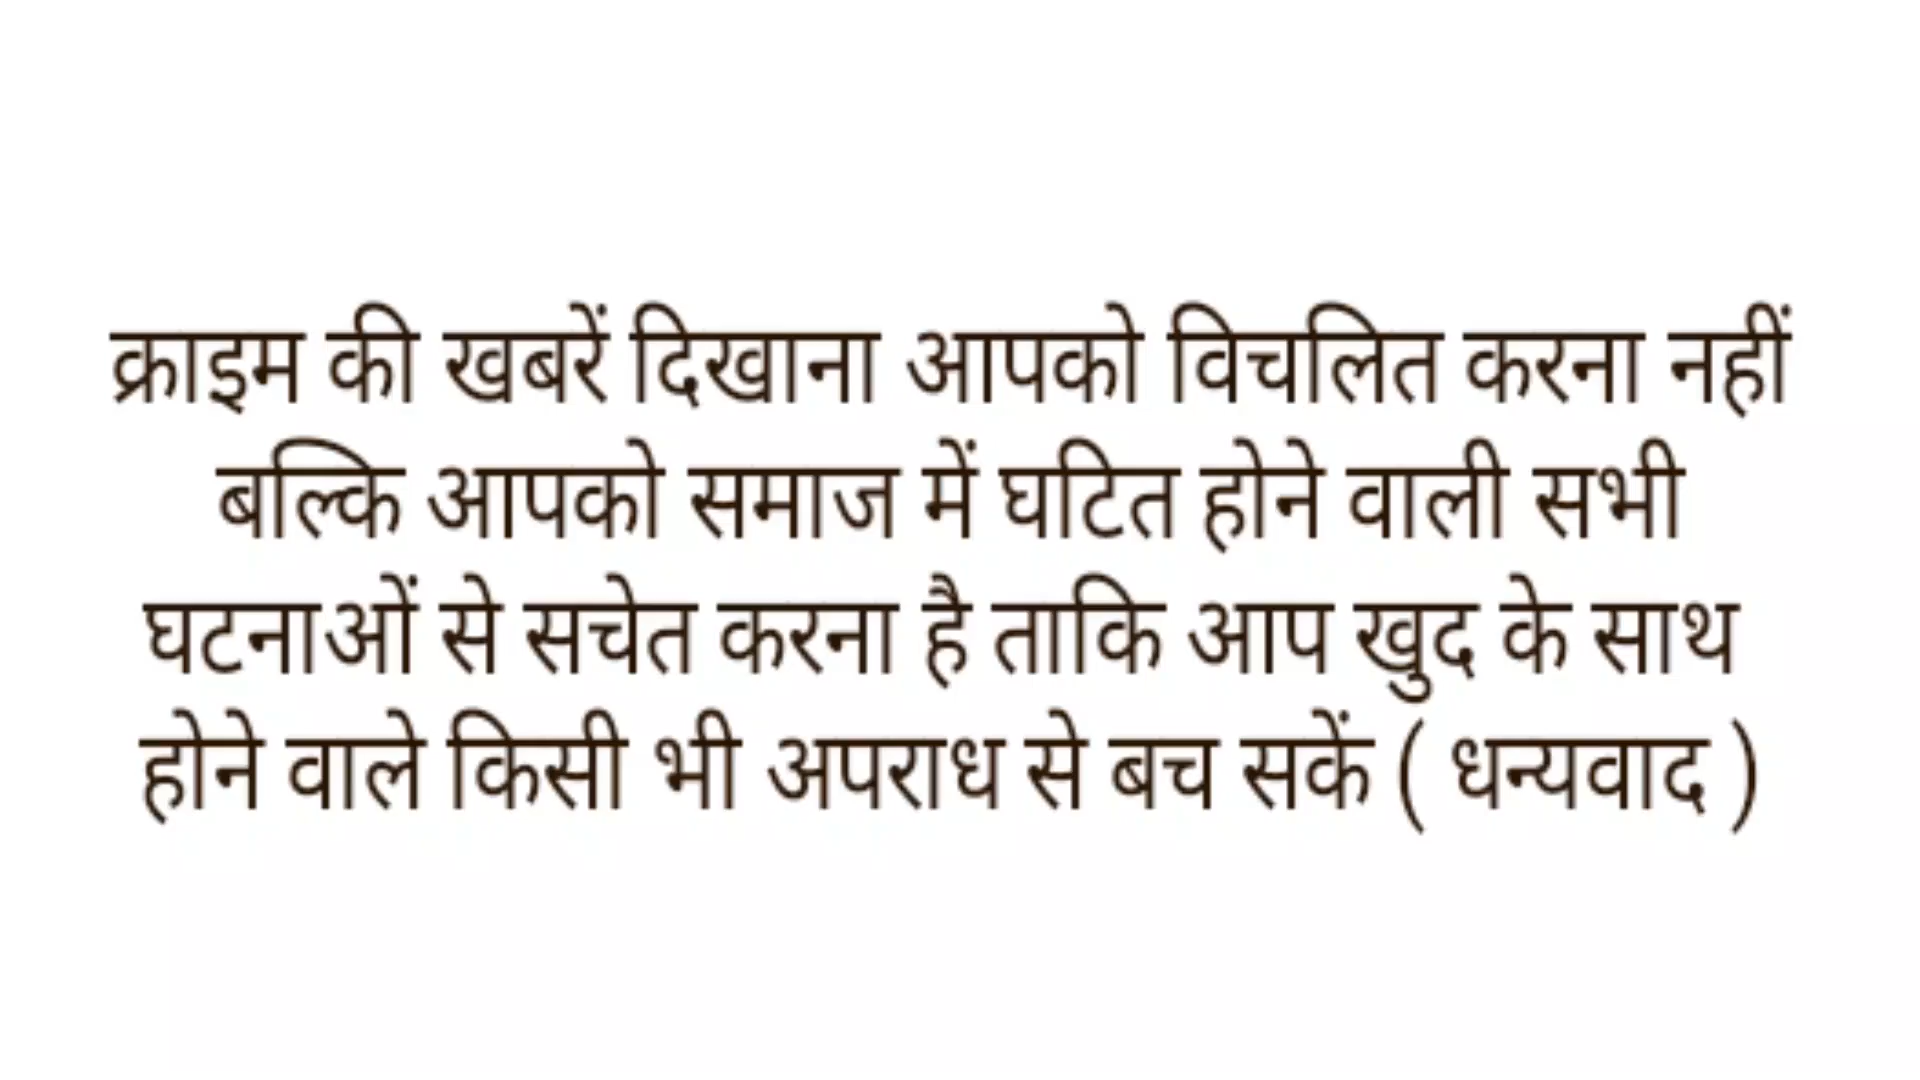 क्राइम की खबरें दिखाना आपको विचलित करना नहीं
बल्कि आपको समाज में घटित होने वाली सभी
घटनाओं से सचेत करना है ताकि आप खुद के साथ
होने वाले किसी भी अपराध से बच सकें ( धन्यवाद )